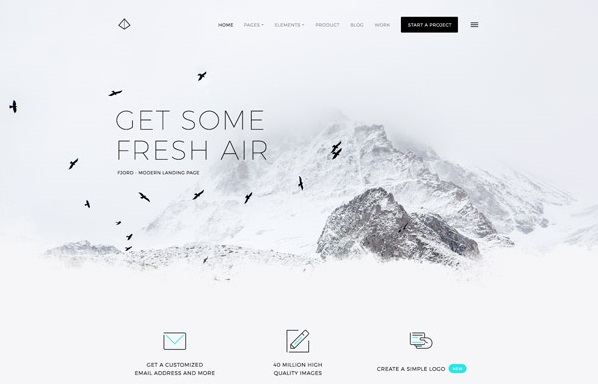 HOME PAGES ELEMENTS PRODUCT BLOG WORK START A PROJECT
GET SOME
FRESH AIR
FJORD - MODERN LANDING PAGE
GET A CUSTOMIZED
EMAIL ADDRESS AND MORE
40 MILLION HIGH
QUALITY IMAGES
CREATE A SIMPLE LOGO NEW